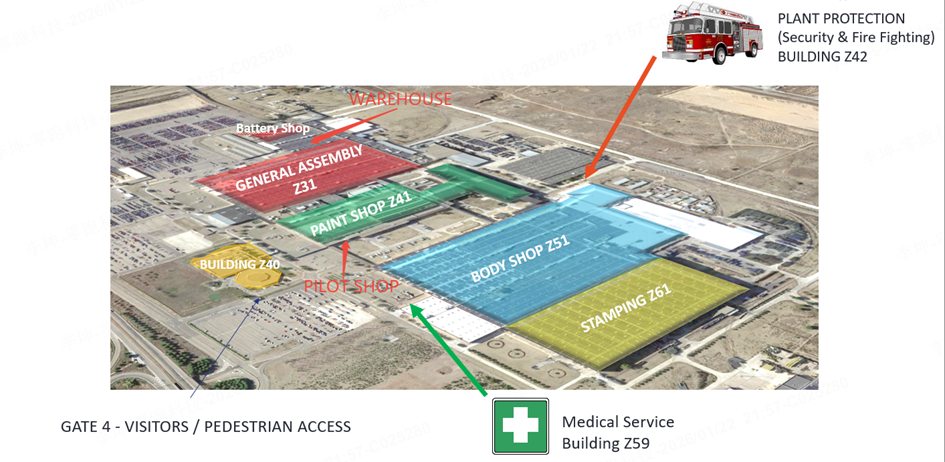 PLANT PROTECTION
(Security & Fire Fighting)
BUILDING Z42
WAREHOUSE
Battery Shop
GENERAL ASSEMBLY
Z31
PAINT SHOP Z41
BODY SHOP Z51
BUILDING Z40
PILOT SHOP
STAMPING Z61
GATE 4 - VISITORS / PEDESTRIAN ACCESS
Medical Service
Building Z59